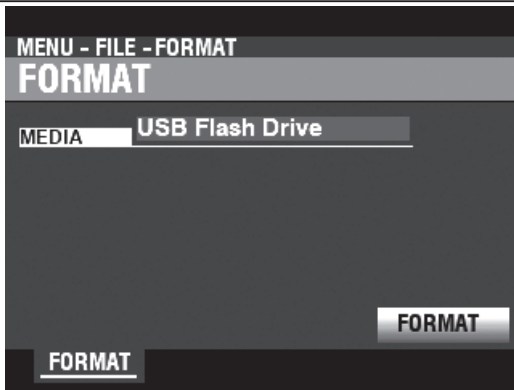 MENU - FILE -FORMAT
FORMAT
MEDIA USB Flash Drive
FORMAT
FORMAT